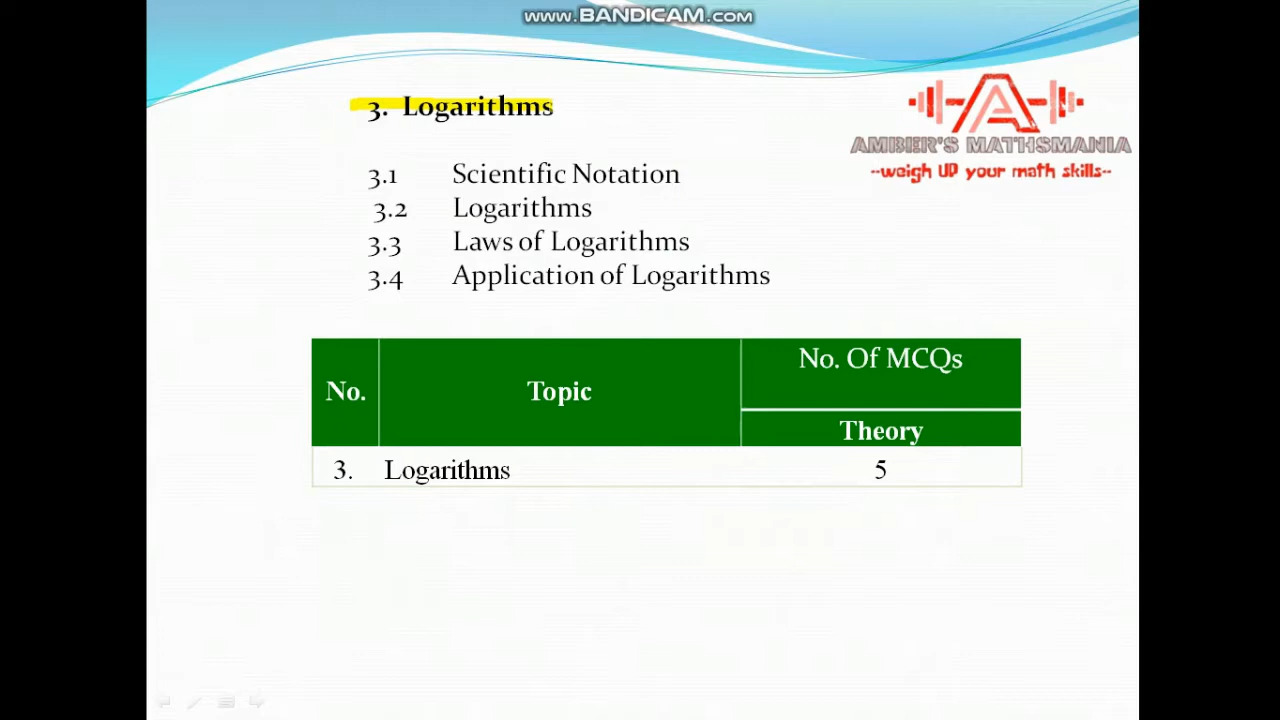 www.BANDICAM.com
3. Logarithms
AMBER'S MATHSMANIA
--weigh UP your math skills--
3.1 Scientific Notation
3.2 Logarithms
3.3 Laws of Logarithms
3.4 Application of Logarithms
No. Topic No. Of MCQs
Theory
3. Logarithms 5